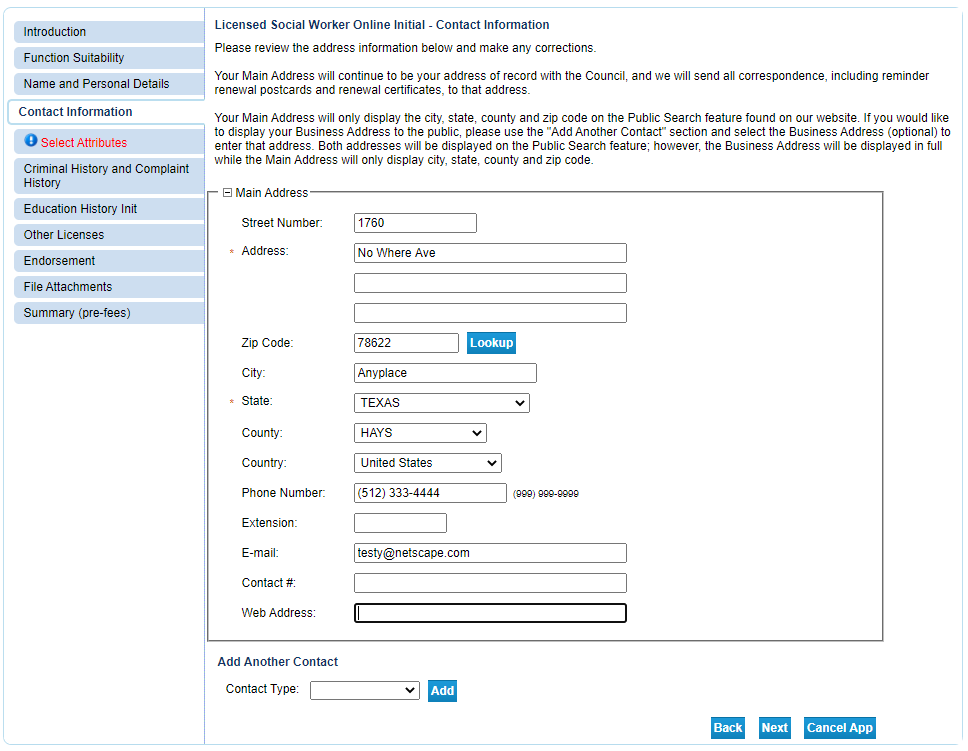 Introduction
Function Suitability
Name and Personal Details
Contact Information
Select Attributes
Criminal History and Complaint
History
Education History Init
Other Licenses
Endorsement
File Attachments
Summary (pre-fees)
Licensed Social Worker Online Initial - Contact Information
Please review the address information below and make any corrections.
Your Main Address will continue to be your address of record with the Council, and we will send all correspondence, including reminder
renewal postcards and renewal certificates, to that address.
Your Main Address will only display the city, state, county and zip code on the Public Search feature found on our website. If you would like
to display your Business Address to the public, please use the "Add Another Contact" section and select the Business Address (optional) to
enter that address. Both addresses will be displayed on the Public Search feature; however, the Business Address will be displayed in full
while the Main Address will only display city, state, county and zip code.
Main Address
Street Number: 1760
* Address: No Where Ave
Zip Code: 78622 Lookup
City: Anyplace
* State: TEXAS
County: HAYS
Country: United States
Phone Number: (512) 333-4444 (999) 999-9999
Extension:
E-mail: testy@netscape.com
Contact #:
Web Address:
Add Another Contact
Contact Type: Add
Back Next Cancel App